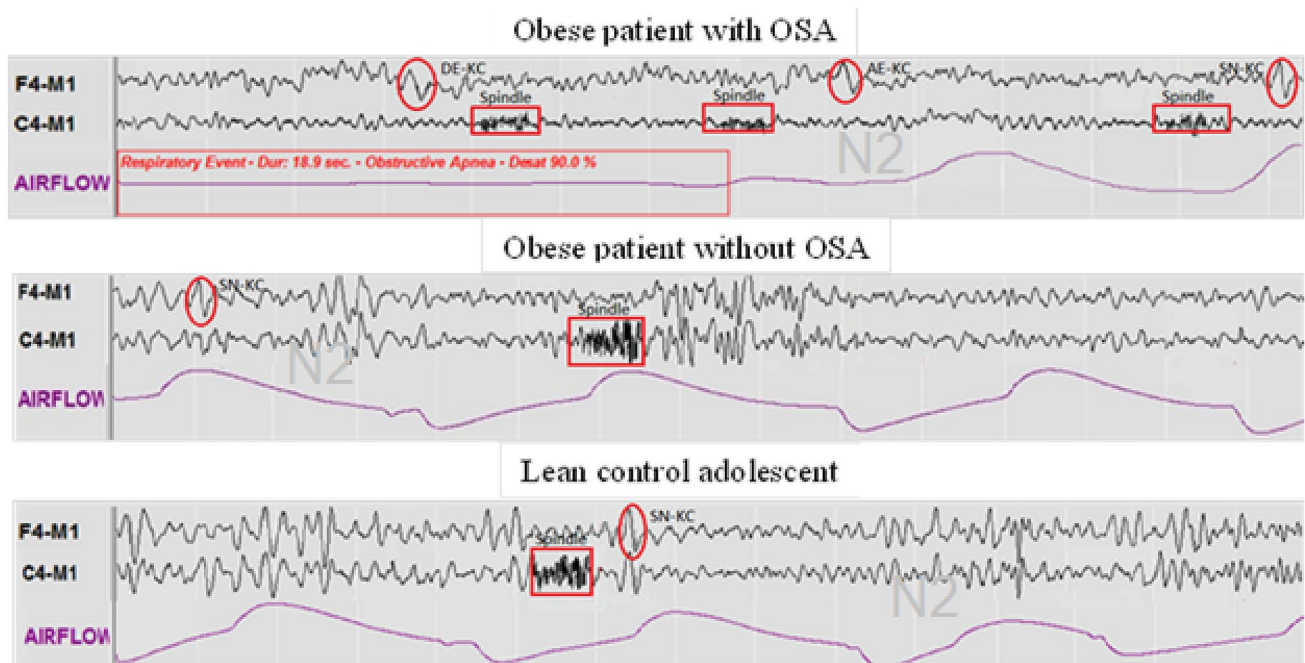 Obese patient with OSA
F4-M1
DE-KC
AE-KC
SN-KC
Spindle
Spindle
Spindle
C4-M1
N2
Respiratory Event - Dur: 18.9 sec. - Obstructive Apnea - Desat 90.0 %
AIRFLOW
Obese patient without OSA
F4-M1
SN-KC
Spindle
C4-M1
N2
AIRFLOW
Lean control adolescent
F4-M1
SN-KC
Spindle
C4-M1
N2
AIRFLOW